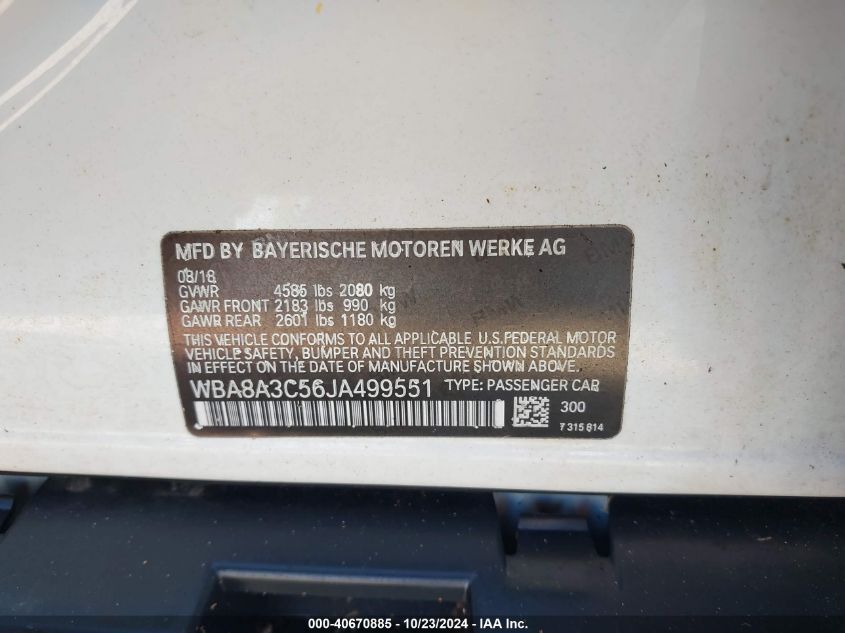 MFD BY BAYERISCHE MOTOREN WERKE AG
08/18
GVWR 4585 lbs 2080 kg
GAWR FRONT 2183 lbs 990 kg
GAWR REAR 2601 lbs 1180 kg
THIS VEHICLE CONFORMS TO ALL APPLICABLE U.S.FEDERAL MOTOR
VEHICLE SAFETY, BUMPER AND THEFT PREVENTION STANDARDS
IN EFFECT ON THE DATE OF MANUFACTURE SHOWN ABOVE.
WBA8A3C56JA499551 TYPE: PASSENGER CAR
300
7 315 814
000-40670885 - 10/23/2024 - IAA Inc.